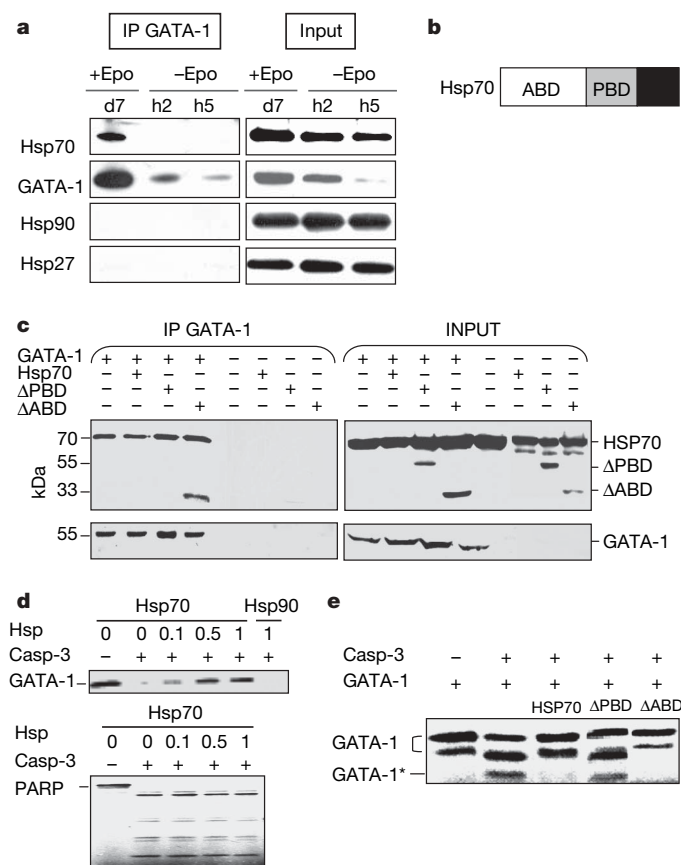 a
IP GATA-1 Input
+Epo –Epo +Epo –Epo
d7 h2 h5 d7 h2 h5
Hsp70
GATA-1
Hsp90
Hsp27
b
Hsp70 ABD PBD
c
IP GATA-1 INPUT
GATA-1 + + + + – – – – + + + + – – – –
Hsp70 – + – – – + – – – + – – – + – –
ΔPBD – – + – – – + – – – + – – – + –
ΔABD – – – + – – – + – – – + – – – +
kDa
70 HSP70
55 ΔPBD
33 ΔABD
55 GATA-1
d
Hsp70 Hsp90
Hsp 0 0 0.1 0.5 1 1
Casp-3 – + + + + +
GATA-1
Hsp70
Hsp 0 0 0.1 0.5 1
Casp-3 – + + + +
PARP
e
Casp-3 – + + + +
GATA-1 + + + + +
HSP70 ΔPBD ΔABD
GATA-1
GATA-1*